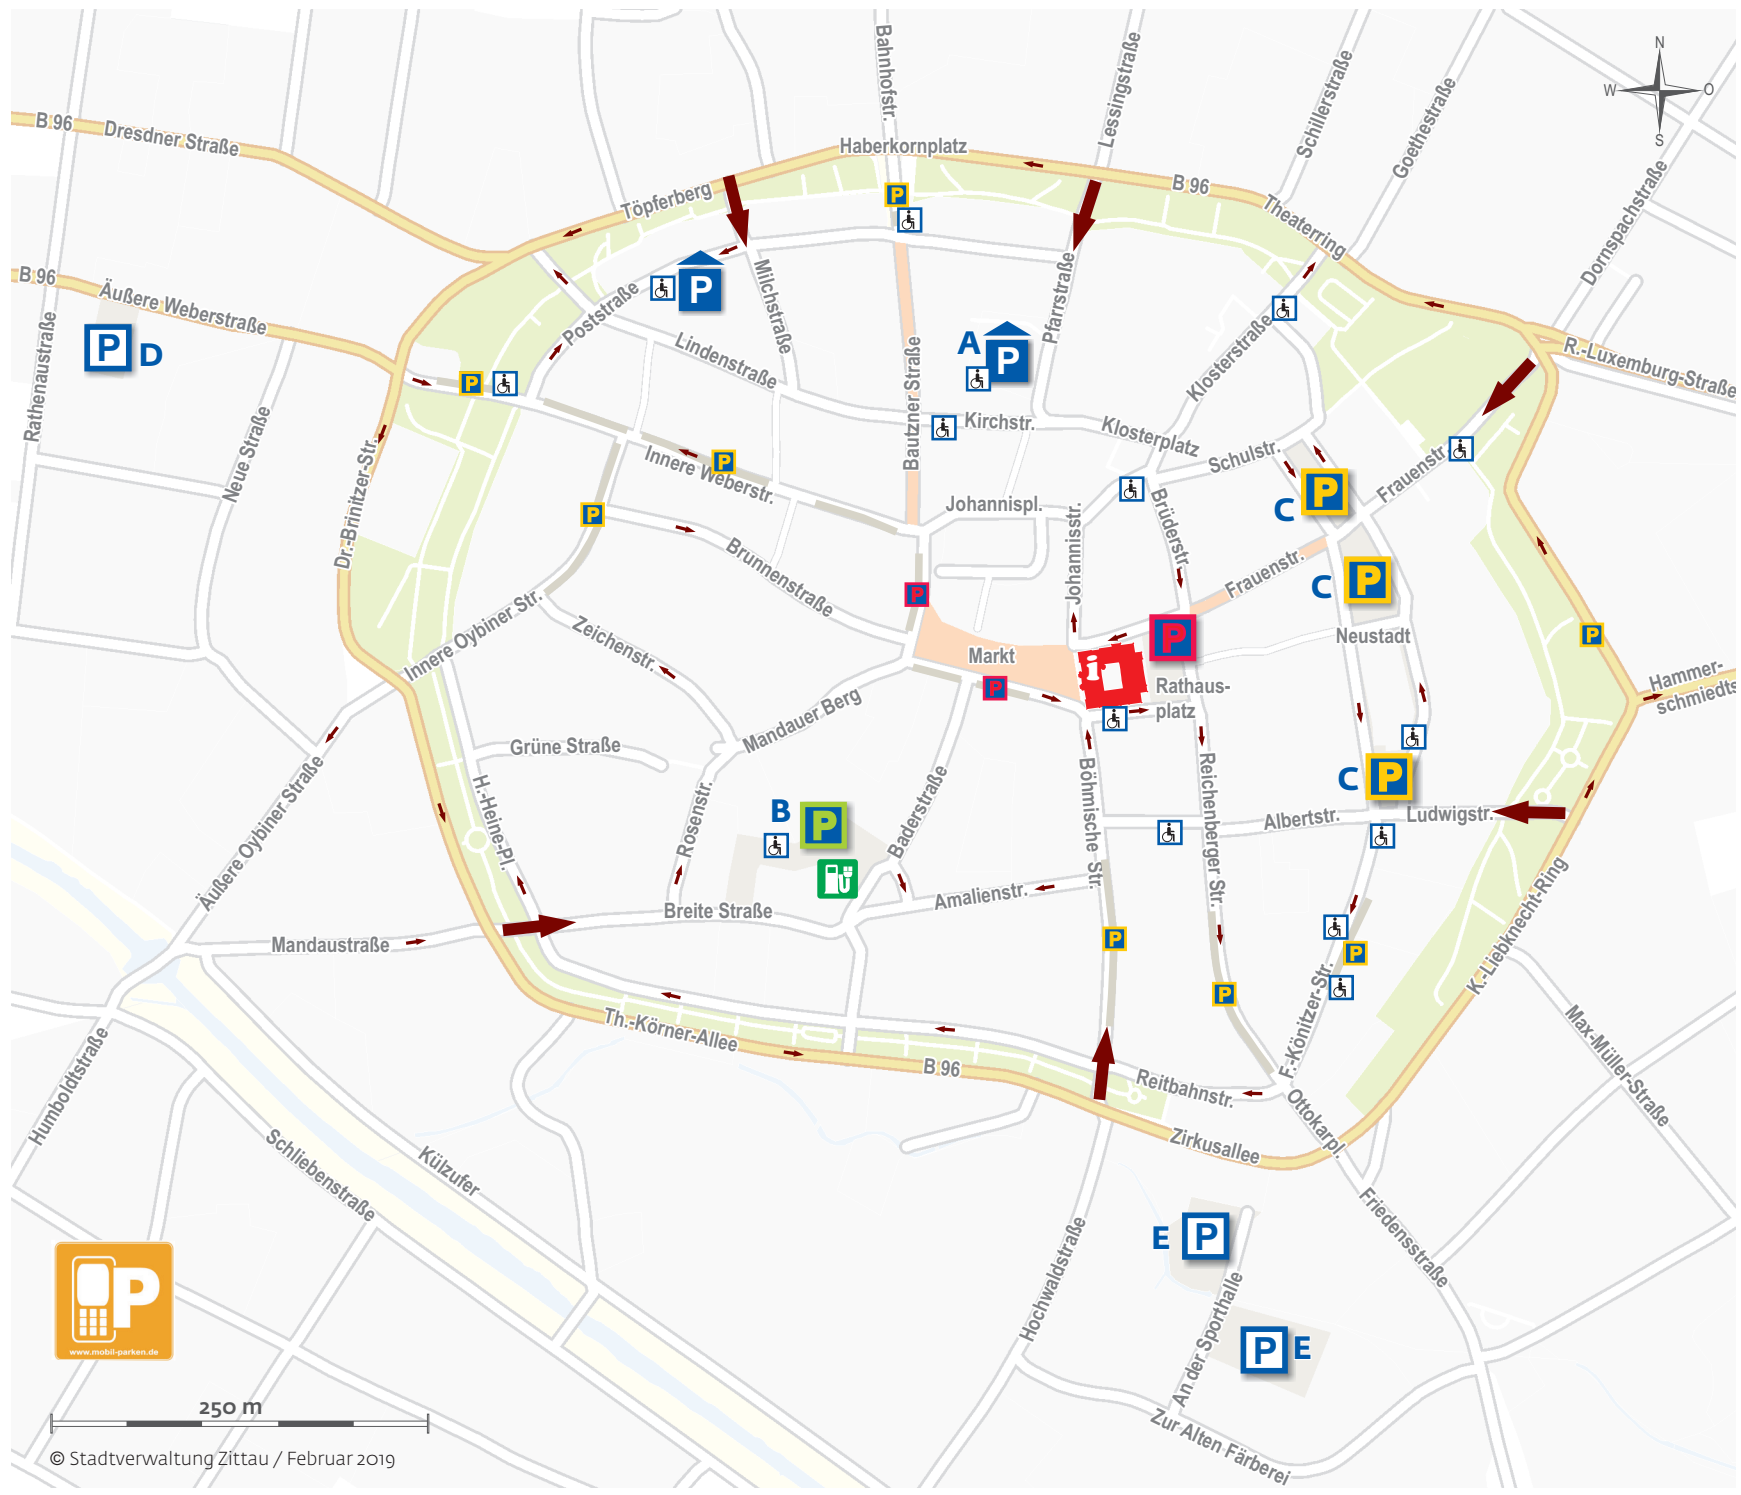 Bahnhofstr.
Lessingstraße
Schillerstraße
Goethestraße
N
W
O
S
B 96
Dresdner Straße
Haberkornplatz
B 96
Töpferberg
Theaterring
Dornspachstraße
P
B 96
Äußere Weberstraße
P
Poststraße
Milchstraße
Pfarrstraße
Klosterstraße
P
D
Lindenstraße
A
P
R.-Luxemburg-Straße
Rathenaustraße
P
Neue Straße
Bautzner Straße
Kirchstr.
Klosterplatz
Schulstr.
Frauenstr.
Dr.-Brinitzer-Str.
P
Innere Weberstr.
P
C
Johannispl.
Johannisstr.
Brüderstr.
P
Brunnenstraße
Frauenstr.
P
C
P
Innere Oybiner Str.
Zeichenstr.
Markt
P
Neustadt
P
P
i
Rathaus-
platz
Hammer-
schmiedts
Mandauer Berg
Grüne Straße
H.-Heine-Pl.
Rosenstr.
Baderstraße
Böhmische Str.
Reichenberger Str.
P
C
Äußere Oybiner Straße
B
P
Albertstr.
Ludwigstr.
K.-Liebknecht-Ring
Amalienstr.
Breite Straße
Mandaustraße
P
P
P
F.-Könitzer-Str.
Max-Müller-Straße
Th.-Körner-Allee
B 96
Reitbahnstr.
Ottokarpl.
Zirkusallee
Humboldtstraße
Schliebenstraße
Külzufer
Friedensstraße
Hochwaldstraße
E
P
An der Sporthalle
P
E
Zur Alten Färberei
P
www.mobil-parken.de
250 m
© Stadtverwaltung Zittau / Februar 2019